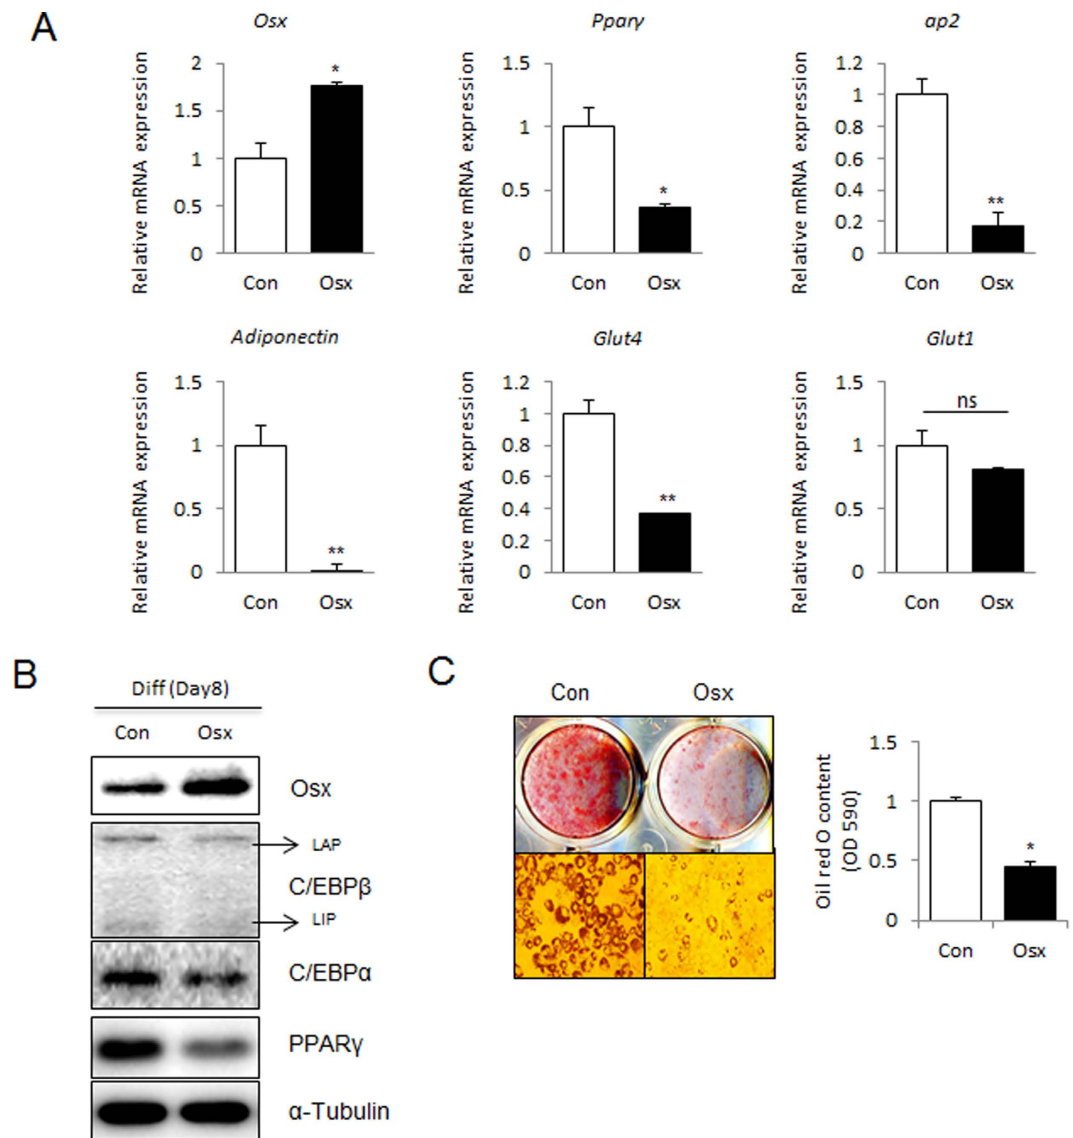 A
Osx
Pparγ
ap2
Relative mRNA expression
2
1.5
1
0.5
0
*
Con Osx
Relative mRNA expression
1.5
1
0.5
0
*
Con Osx
Relative mRNA expression
1.2
1
0.8
0.6
0.4
0.2
0
**
Con Osx
Adiponectin
Glut4
Glut1
Relative mRNA expression
1.5
1
0.5
0
**
Con Osx
Relative mRNA expression
1.2
1
0.8
0.6
0.4
0.2
0
**
Con Osx
Relative mRNA expression
1.5
1
0.5
0
ns
Con Osx
B
Diff (Day8)
Con Osx
Osx
LAP
C/EBPβ
LIP
C/EBPα
PPARγ
α-Tubulin
C
Con Osx
Oil red O content
(OD 590)
1.5
1
0.5
0
*
Con Osx